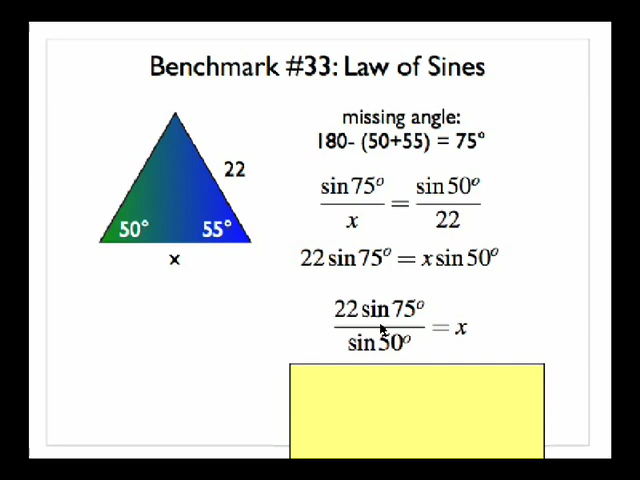 Benchmark #33: Law of Sines
missing angle:
180- (50+55) = 75°
22
50°
55°
x
sin 75° / x = sin 50° / 22
22 sin 75° = x sin 50°
22 sin 75° / sin 50° = x